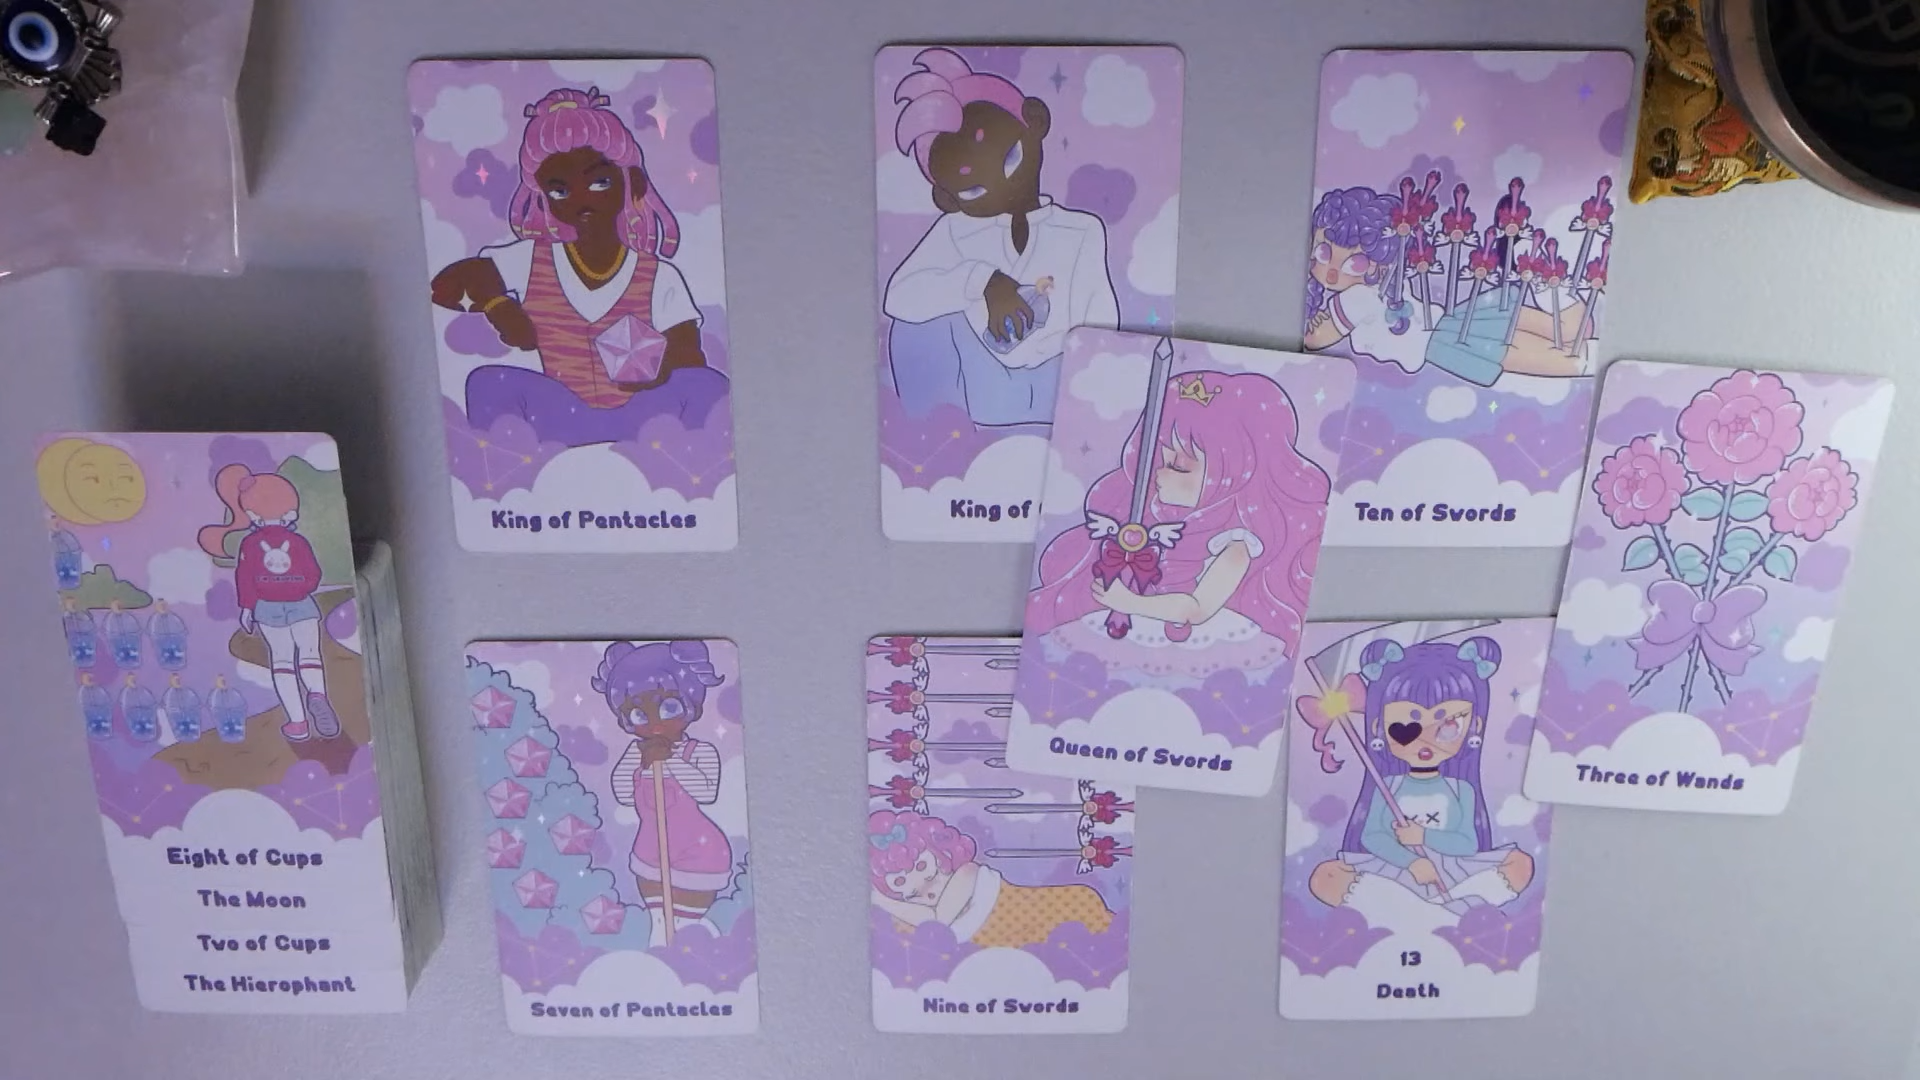 King of Pentacles
King of
Ten of Swords
Queen of Swords
Three of Wands
Eight of Cups
The Moon
Two of Cups
The Hierophant
Seven of Pentacles
Nine of Swords
13
Death